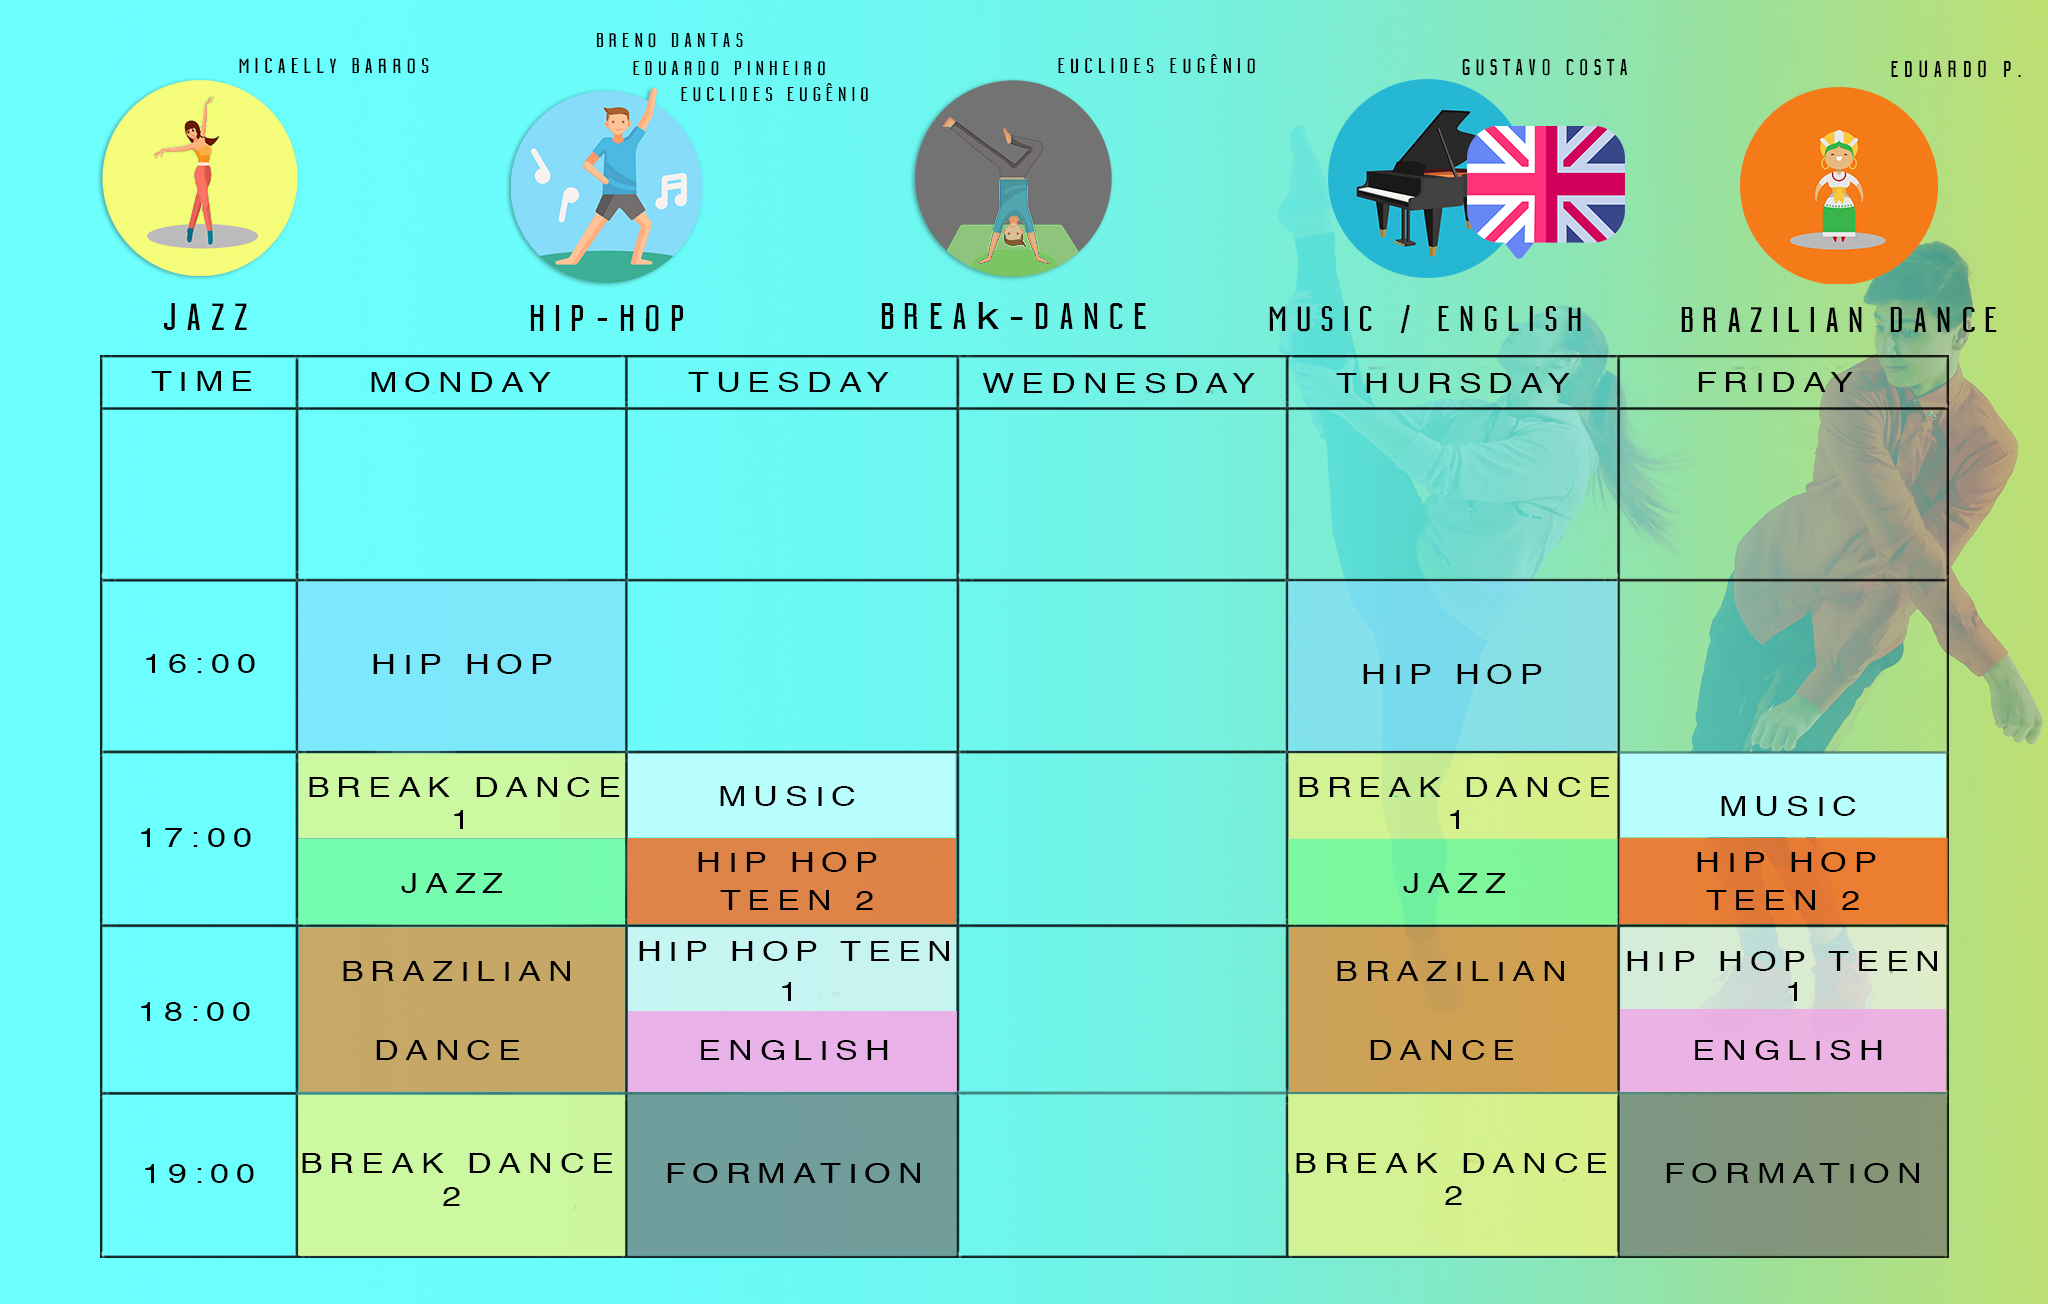 MICAELLY BARROS
BRENO DANTAS
EDUARDO PINHEIRO
EUCLIDES EUGÊNIO
EUCLIDES EUGÊNIO
GUSTAVO COSTA
EDUARDO P.
JAZZ
HIP-HOP
BREAk-DANCE
MUSIC / ENGLISH
BRAZILIAN DANCE
TIME
MONDAY
TUESDAY
WEDNESDAY
THURSDAY
FRIDAY
16:00
HIP HOP
HIP HOP
17:00
BREAK DANCE
1
JAZZ
MUSIC
HIP HOP
TEEN 2
BREAK DANCE
1
JAZZ
MUSIC
HIP HOP
TEEN 2
18:00
BRAZILIAN
DANCE
HIP HOP TEEN
1
ENGLISH
BRAZILIAN
DANCE
HIP HOP TEEN
1
ENGLISH
19:00
BREAK DANCE
2
FORMATION
BREAK DANCE
2
FORMATION